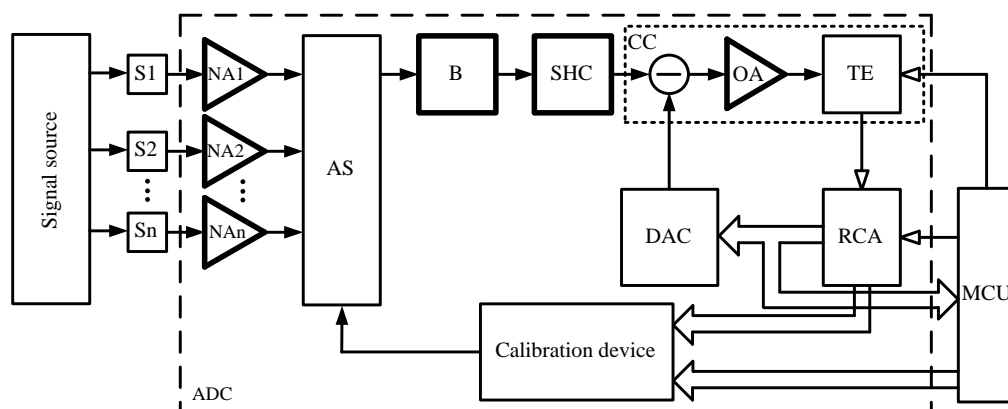 Signal source
S1
S2
Sn
NA1
NA2
NAn
AS
B
SHC
CC
OA
TE
DAC
RCA
MCU
Calibration device
ADC